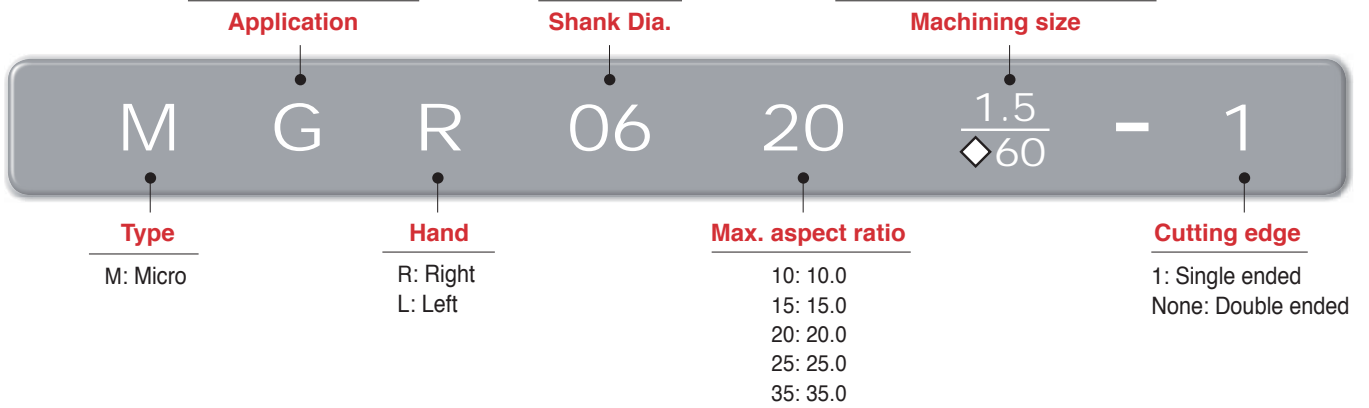 Application
Shank Dia.
Machining size
M G R 06 20 1.5 - 1
◇60
Type
Hand
Max. aspect ratio
Cutting edge
M: Micro
R: Right
L: Left
10: 10.0
15: 15.0
20: 20.0
25: 25.0
35: 35.0
1: Single ended
None: Double ended